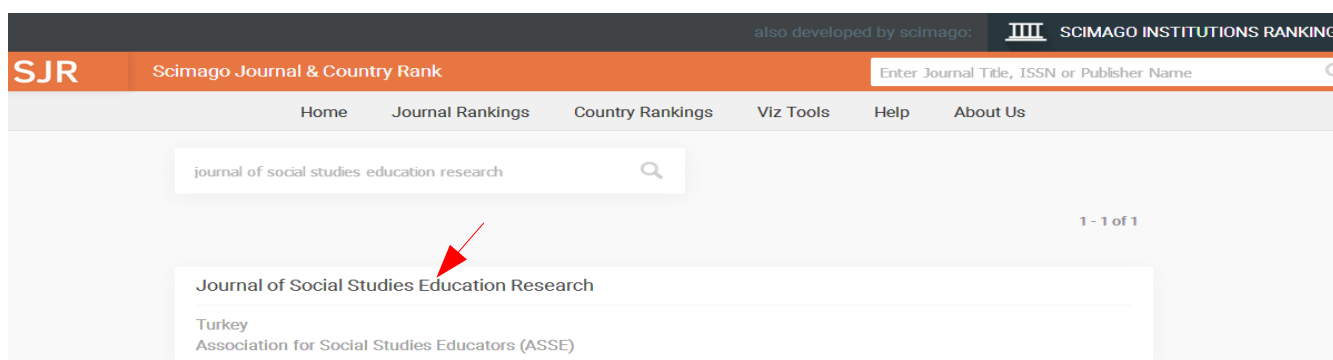 also developed by scimago: SCIMAGO INSTITUTIONS RANKING
SJR Scimago Journal & Country Rank Enter Journal Title, ISSN or Publisher Name
Home Journal Rankings Country Rankings Viz Tools Help About Us
journal of social studies education research
1 - 1 of 1
Journal of Social Studies Education Research
Turkey
Association for Social Studies Educators (ASSE)